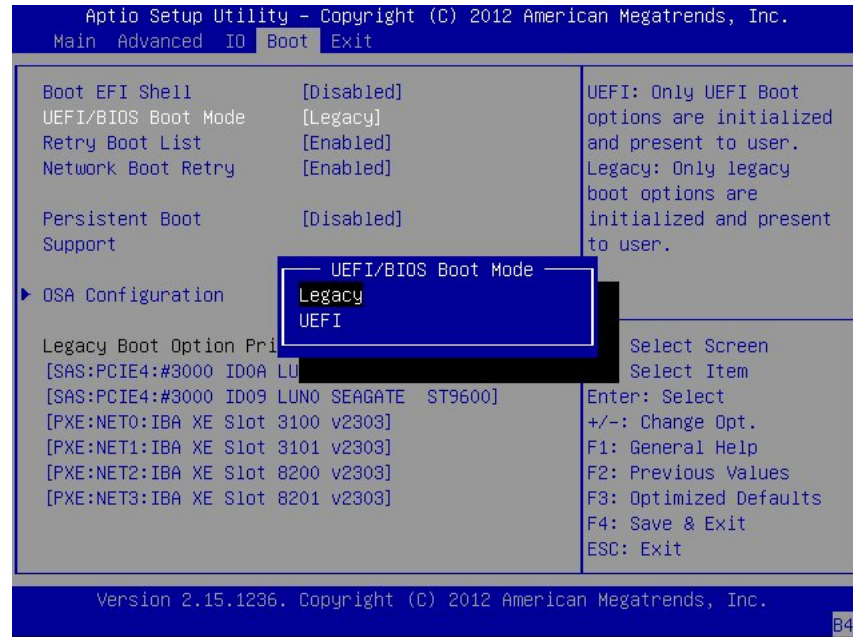 Aptio Setup Utility – Copyright (C) 2012 American Megatrends, Inc.
Main Advanced IO Boot Exit
Boot EFI Shell [Disabled]
UEFI/BIOS Boot Mode [Legacy]
Retry Boot List [Enabled]
Network Boot Retry [Enabled]
Persistent Boot [Disabled]
Support
OSA Configuration
Legacy Boot Option Pri
[SAS:PCIE4:#3000 ID0A LU
[SAS:PCIE4:#3000 ID09 LUN0 SEAGATE ST9600]
[PXE:NET0:IBA XE Slot 3100 v2303]
[PXE:NET1:IBA XE Slot 3101 v2303]
[PXE:NET2:IBA XE Slot 8200 v2303]
[PXE:NET3:IBA XE Slot 8201 v2303]
UEFI/BIOS Boot Mode
Legacy
UEFI
UEFI: Only UEFI Boot
options are initialized
and present to user.
Legacy: Only legacy
boot options are
initialized and present
to user.
Select Screen
Select Item
Enter: Select
+/-: Change Opt.
F1: General Help
F2: Previous Values
F3: Optimized Defaults
F4: Save & Exit
ESC: Exit
Version 2.15.1236. Copyright (C) 2012 American Megatrends, Inc.
B4